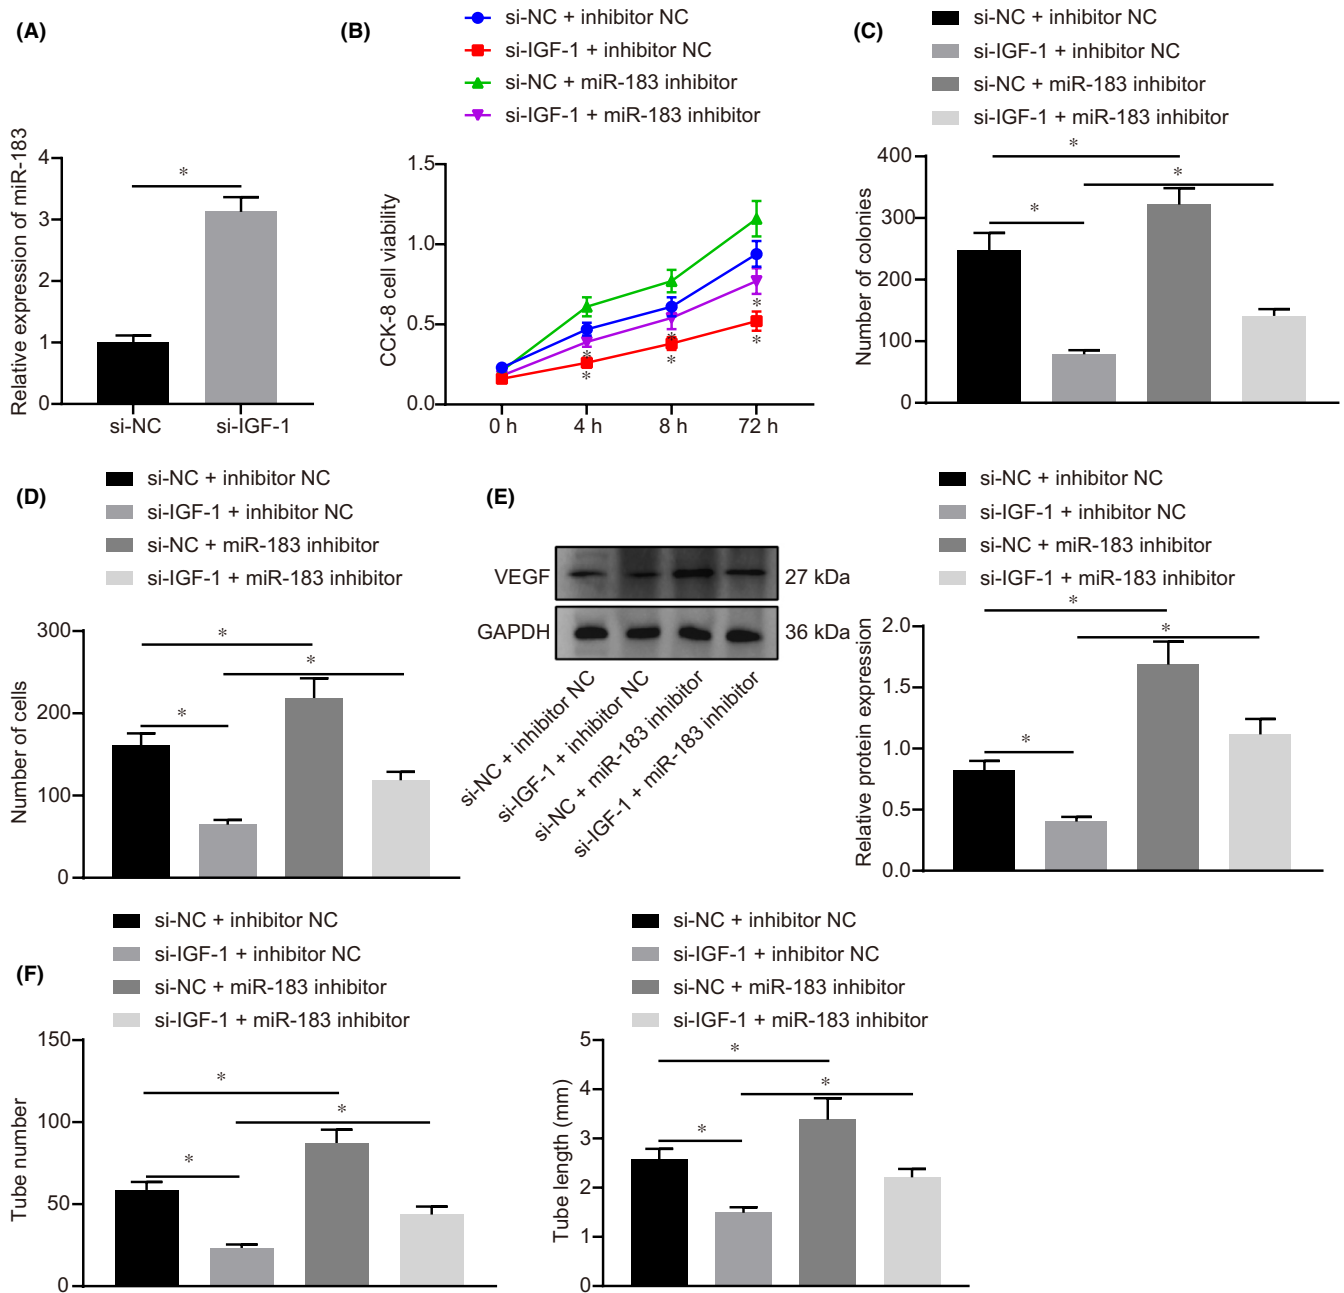 (A)
Relative expression of miR-183
4
3
2
1
0
*
si-NC
si-IGF-1
(B)
si-NC + inhibitor NC
si-IGF-1 + inhibitor NC
si-NC + miR-183 inhibitor
si-IGF-1 + miR-183 inhibitor
CCK-8 cell viability
1.5
1.0
0.5
0.0
*
*
*
*
*
*
0 h
4 h
8 h
72 h
(C)
si-NC + inhibitor NC
si-IGF-1 + inhibitor NC
si-NC + miR-183 inhibitor
si-IGF-1 + miR-183 inhibitor
Number of colonies
400
300
200
100
0
*
*
*
(D)
si-NC + inhibitor NC
si-IGF-1 + inhibitor NC
si-NC + miR-183 inhibitor
si-IGF-1 + miR-183 inhibitor
Number of cells
300
200
100
0
*
*
*
(E)
VEGF
27 kDa
GAPDH
36 kDa
si-NC + inhibitor NC
si-IGF-1 + inhibitor NC
si-NC + miR-183 inhibitor
si-IGF-1 + miR-183 inhibitor
si-NC + inhibitor NC
si-IGF-1 + inhibitor NC
si-NC + miR-183 inhibitor
si-IGF-1 + miR-183 inhibitor
Relative protein expression
2.0
1.5
1.0
0.5
0.0
*
*
*
(F)
si-NC + inhibitor NC
si-IGF-1 + inhibitor NC
si-NC + miR-183 inhibitor
si-IGF-1 + miR-183 inhibitor
Tube number
150
100
50
0
*
*
*
si-NC + inhibitor NC
si-IGF-1 + inhibitor NC
si-NC + miR-183 inhibitor
si-IGF-1 + miR-183 inhibitor
Tube length (mm)
5
4
3
2
1
0
*
*
*